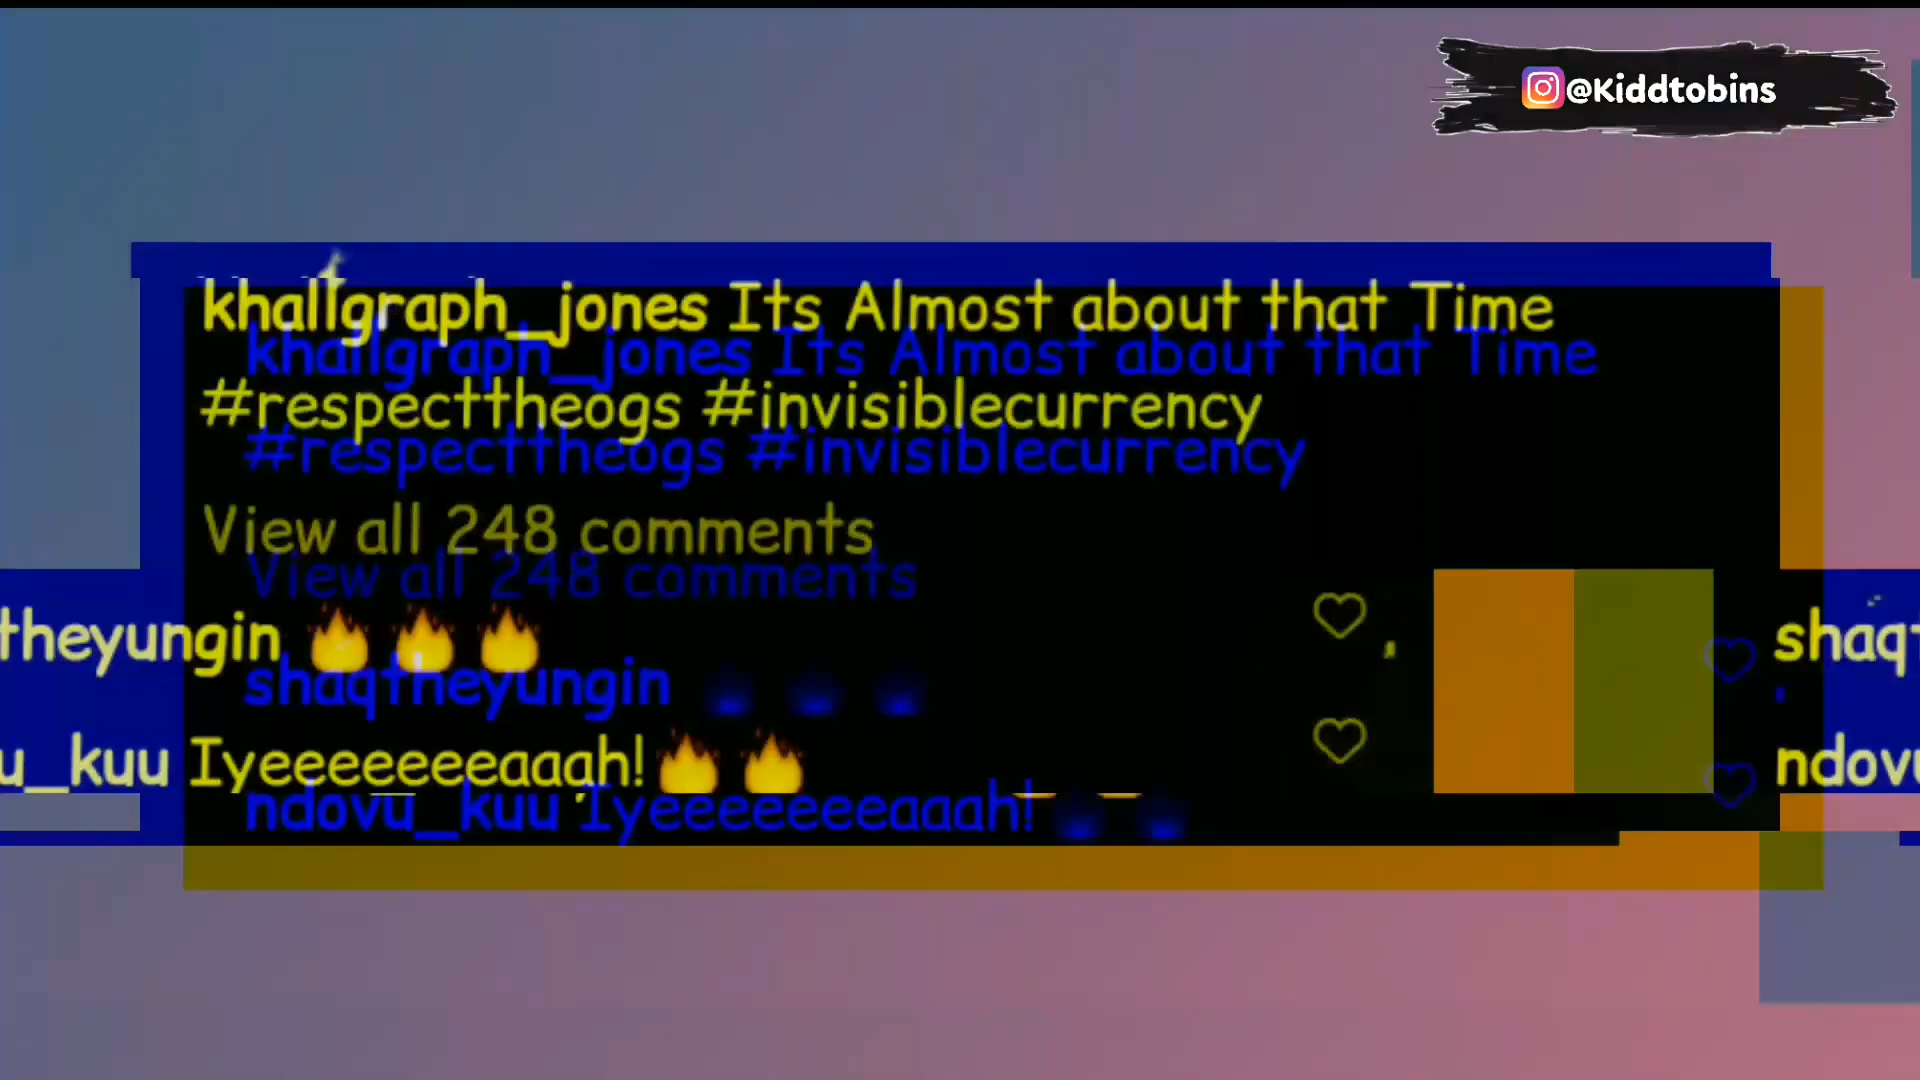 @Kiddtobins
khaligraph_jones Its Almost about that Time
#respecttheogs #invisiblecurrency
View all 248 comments
shaqtheyungin 🔥🔥🔥
ndovu_kuu Iyeeeeeeeaaah!🔥🔥